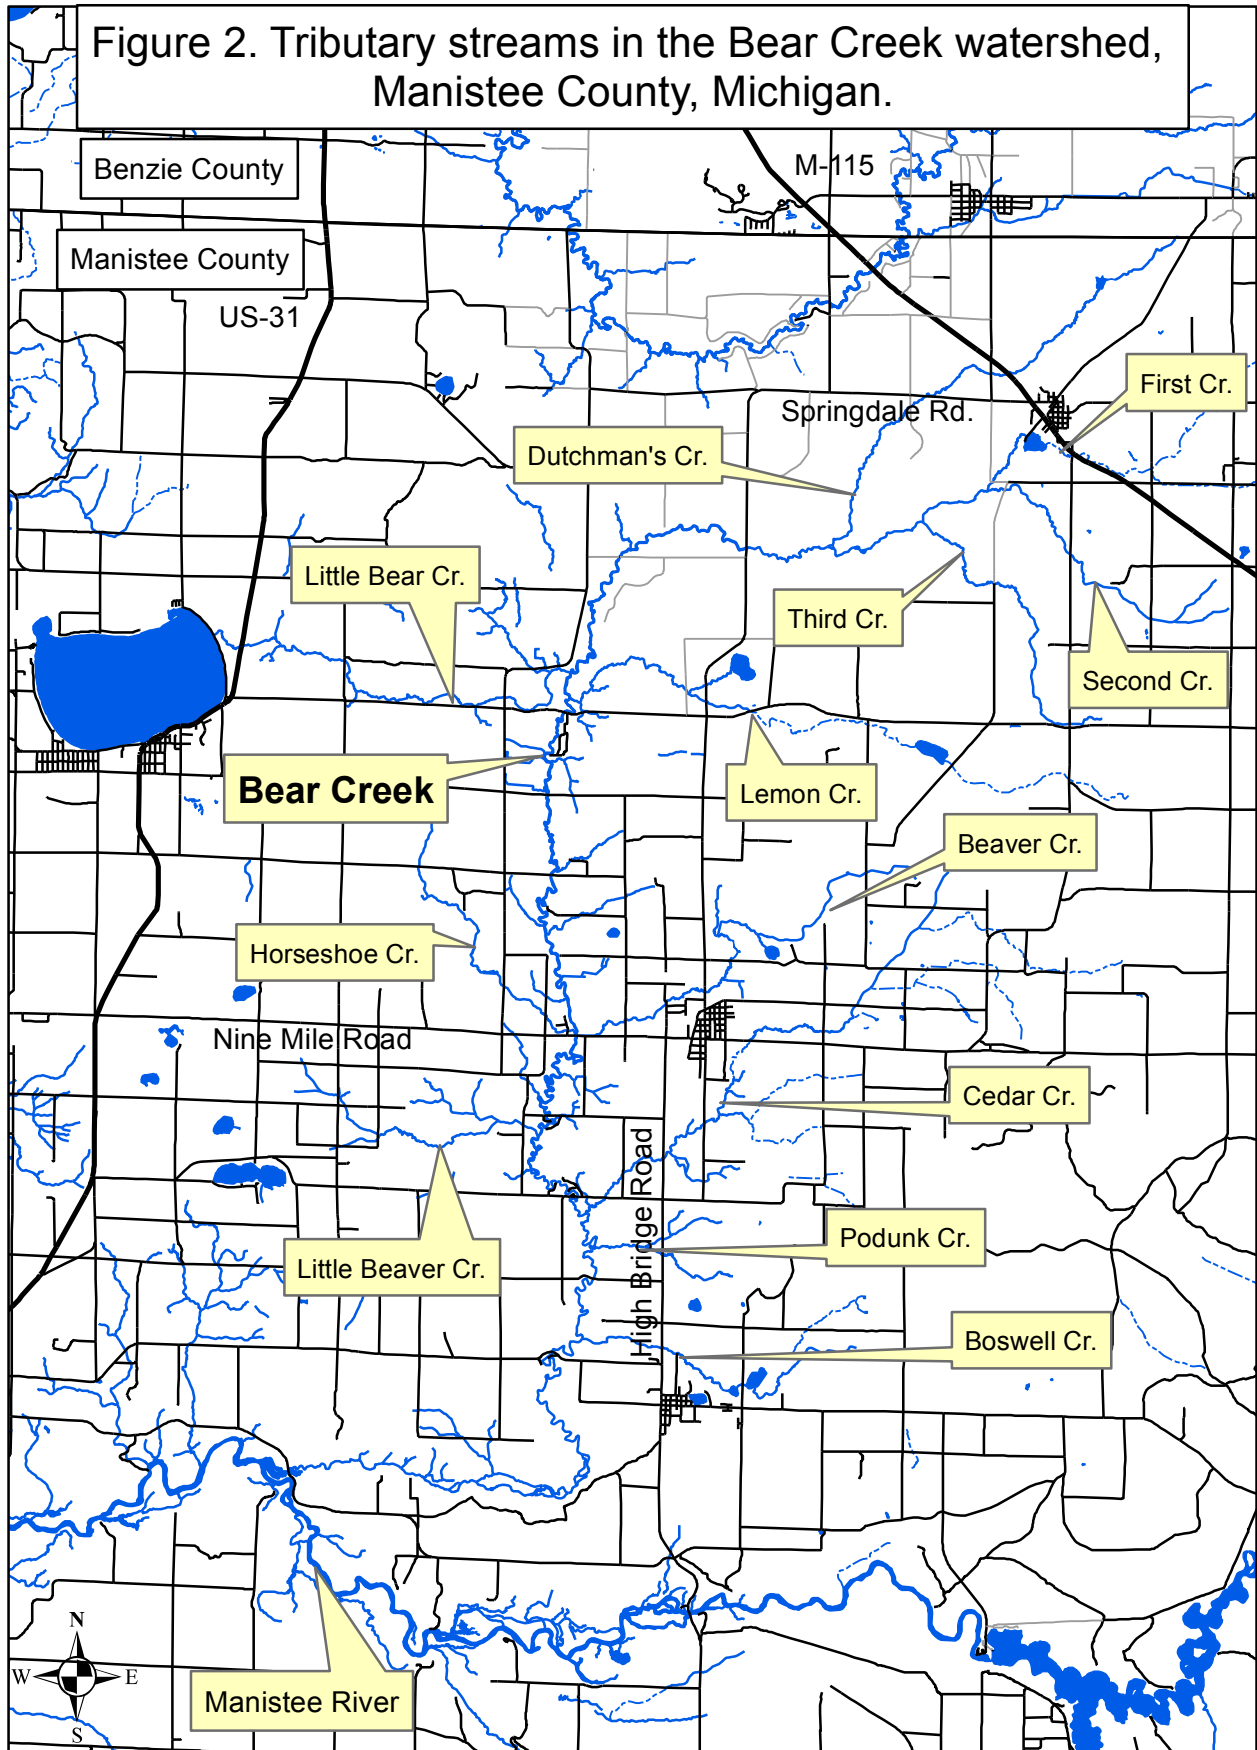 Figure 2. Tributary streams in the Bear Creek watershed,
Manistee County, Michigan.
Benzie County
M-115
Manistee County
US-31
First Cr.
Springdale Rd.
Dutchman's Cr.
Little Bear Cr.
Third Cr.
Second Cr.
Bear Creek
Lemon Cr.
Beaver Cr.
Horseshoe Cr.
Nine Mile Road
Cedar Cr.
High Bridge Road
Podunk Cr.
Little Beaver Cr.
Boswell Cr.
N
W
E
S
Manistee River